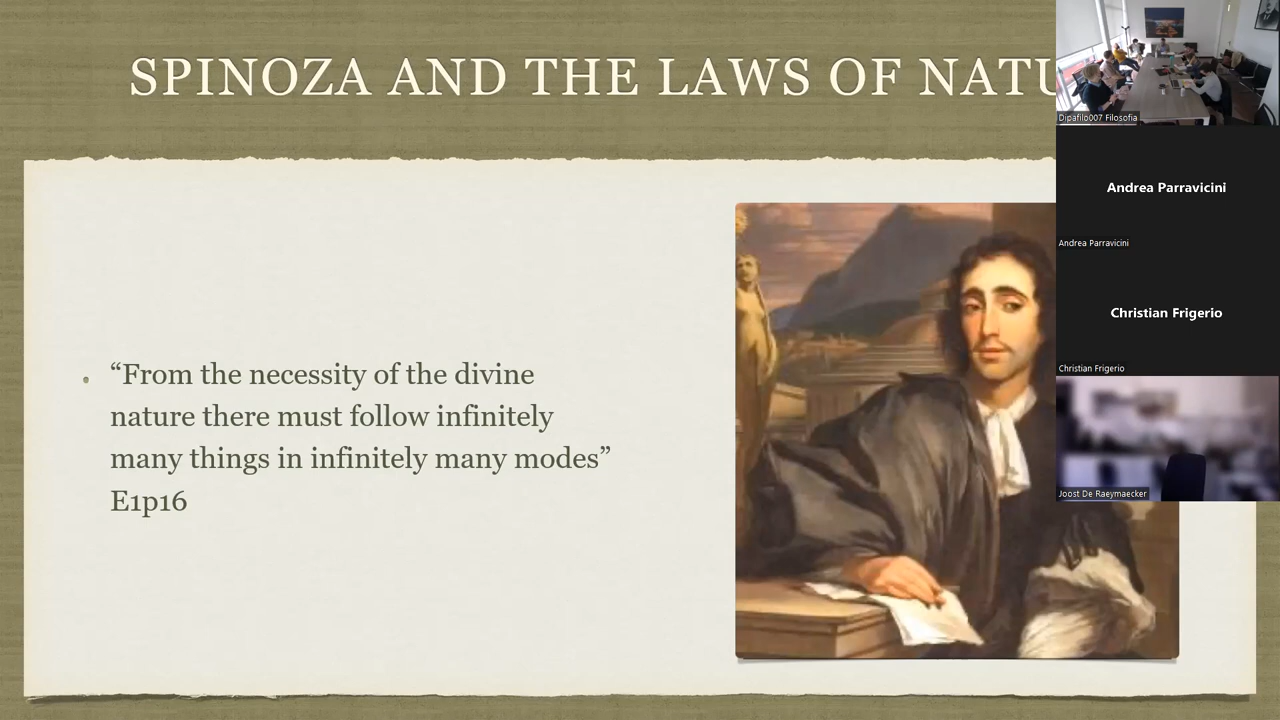 SPINOZA AND THE LAWS OF NATU
“From the necessity of the divine
nature there must follow infinitely
many things in infinitely many modes”
E1p16
Dipafilo007 Filosofia
Andrea Parravicini
Andrea Parravicini
Christian Frigerio
Christian Frigerio
Joost De Raeymaecker